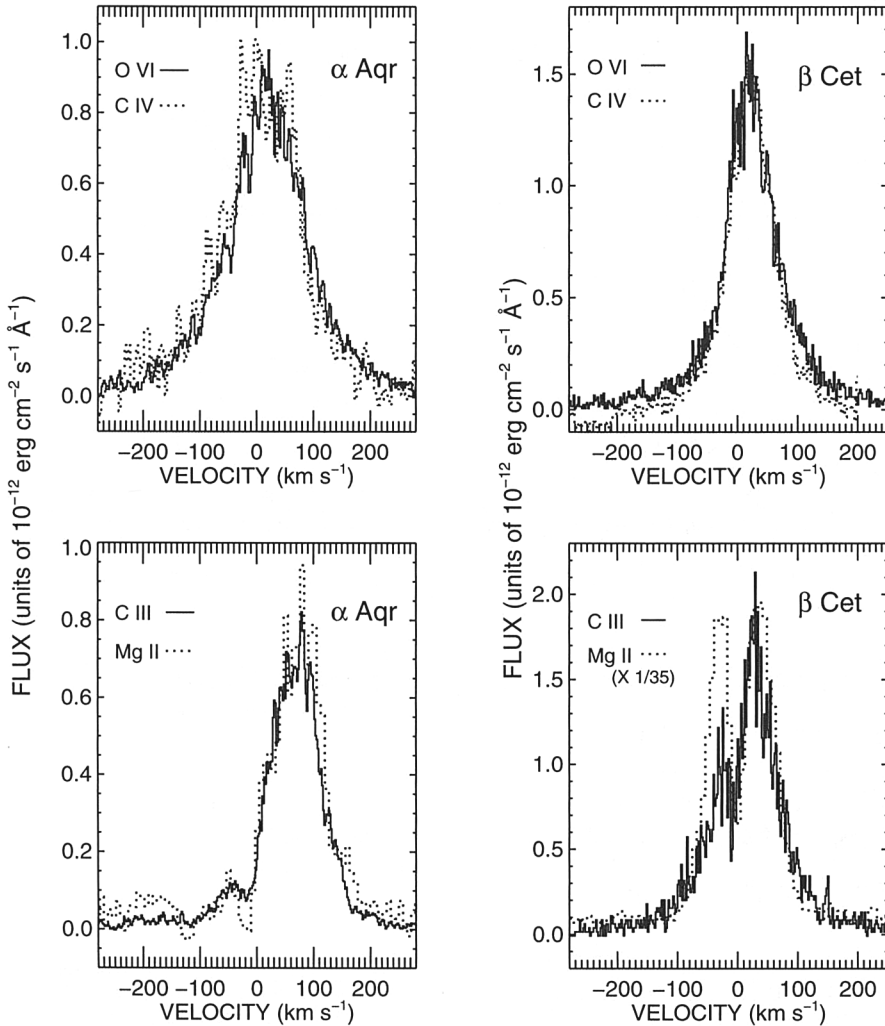 FLUX (units of 10⁻¹² erg cm⁻² s⁻¹ Å⁻¹)
α Aqr
O VI
C IV
1.0
0.8
0.6
0.4
0.2
0.0
−200 −100 0 100 200
VELOCITY (km s⁻¹)
FLUX (units of 10⁻¹² erg cm⁻² s⁻¹ Å⁻¹)
β Cet
O VI
C IV
1.5
1.0
0.5
0.0
−200 −100 0 100 200
VELOCITY (km s⁻¹)
α Aqr
C III
Mg II
1.0
0.8
0.6
0.4
0.2
0.0
−200 −100 0 100 200
VELOCITY (km s⁻¹)
β Cet
C III
Mg II
(X 1/35)
2.0
1.5
1.0
0.5
0.0
−200 −100 0 100 200
VELOCITY (km s⁻¹)